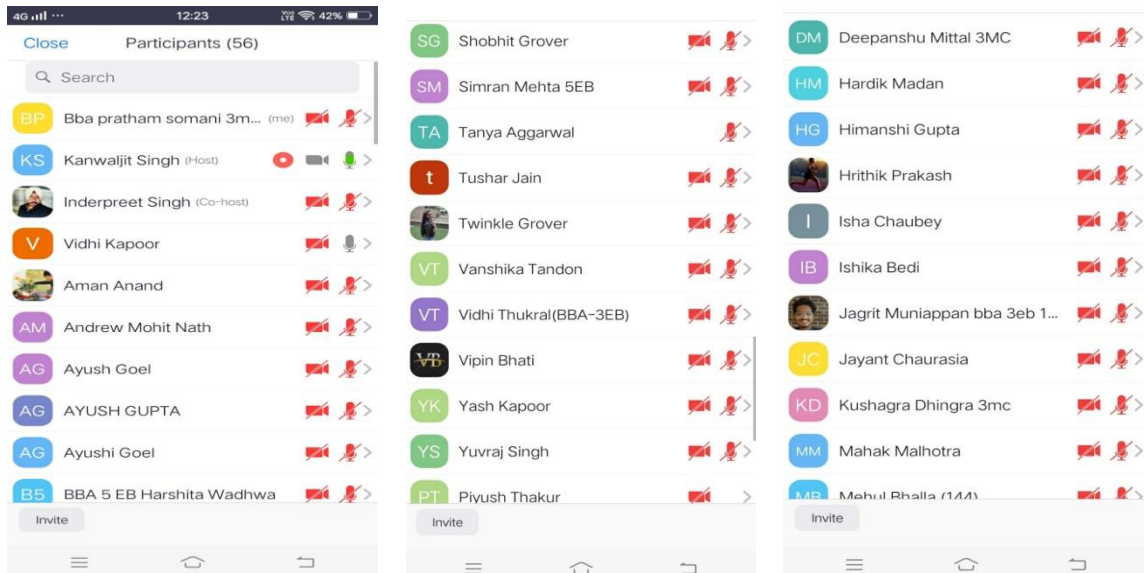 4G 12:23 42%
Close Participants (56)
Search
BP Bba pratham somani 3m... (me)
KS Kanwaljit Singh (Host)
Inderpreet Singh (Co-host)
V Vidhi Kapoor
Aman Anand
AM Andrew Mohit Nath
AG Ayush Goel
AG AYUSH GUPTA
AG Ayushi Goel
B5 BBA 5 EB Harshita Wadhwa
Invite
SG Shobhit Grover
SM Simran Mehta 5EB
TA Tanya Aggarwal
t Tushar Jain
Twinkle Grover
VT Vanshika Tandon
VT Vidhi Thukral(BBA-3EB)
VB Vipin Bhati
YK Yash Kapoor
YS Yuvraj Singh
PT Piyush Thakur
Invite
DM Deepanshu Mittal 3MC
HM Hardik Madan
HG Himanshi Gupta
Hrithik Prakash
I Isha Chaubey
IB Ishika Bedi
Jagrit Muniappan bba 3eb 1...
JC Jayant Chaurasia
KD Kushagra Dhingra 3mc
MM Mahak Malhotra
MB Mehul Bhalla (144)
Invite